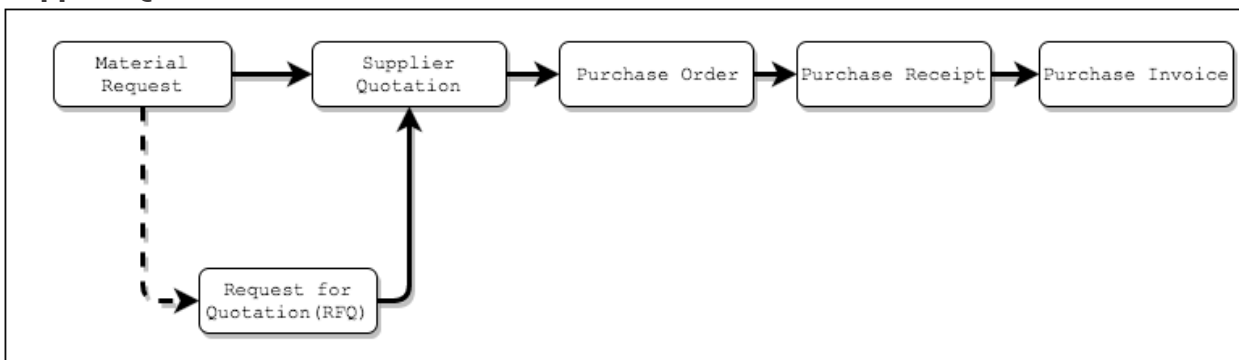 Material
Request
Supplier
Quotation
Purchase Order
Purchase Receipt
Purchase Invoice
Request for
Quotation(RFQ)